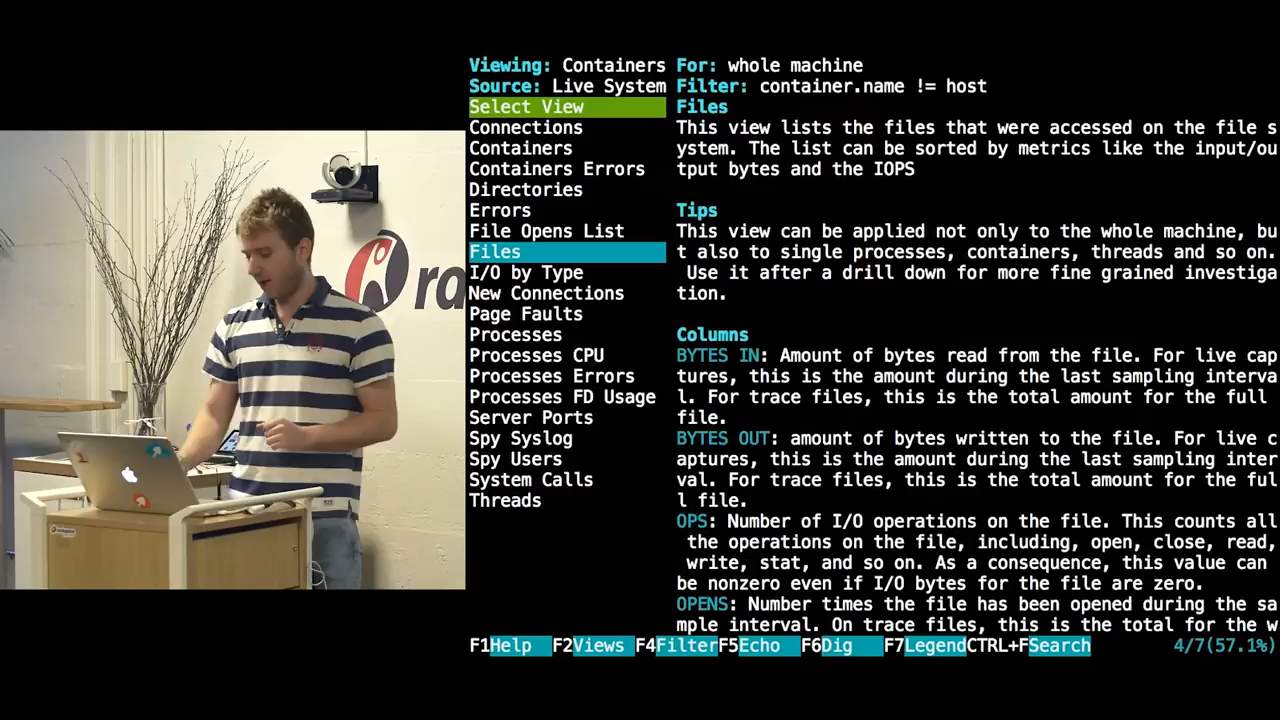 ra
Viewing: Containers For: whole machine
Source: Live System Filter: container.name != host
Select View
Connections
Containers
Containers Errors
Directories
Errors
File Opens List
Files
I/O by Type
New Connections
Page Faults
Processes
Processes CPU
Processes Errors
Processes FD Usage
Server Ports
Spy Syslog
Spy Users
System Calls
Threads
Files
This view lists the files that were accessed on the file s
ystem. The list can be sorted by metrics like the input/ou
tput bytes and the IOPS
Tips
This view can be applied not only to the whole machine, bu
t also to single processes, containers, threads and so on.
Use it after a drill down for more fine grained investiga
tion.
Columns
BYTES IN: Amount of bytes read from the file. For live cap
tures, this is the amount during the last sampling interva
l. For trace files, this is the total amount for the full
file.
BYTES OUT: amount of bytes written to the file. For live c
aptures, this is the amount during the last sampling inter
val. For trace files, this is the total amount for the ful
l file.
OPS: Number of I/O operations on the file. This counts all
the operations on the file, including, open, close, read,
write, stat, and so on. As a consequence, this value can
be nonzero even if I/O bytes for the file are zero.
OPENS: Number times the file has been opened during the sa
mple interval. On trace files, this is the total for the w
F1Help F2Views F4FilterF5Echo F6Dig F7LegendCTRL+FSearch 4/7(57.1%)